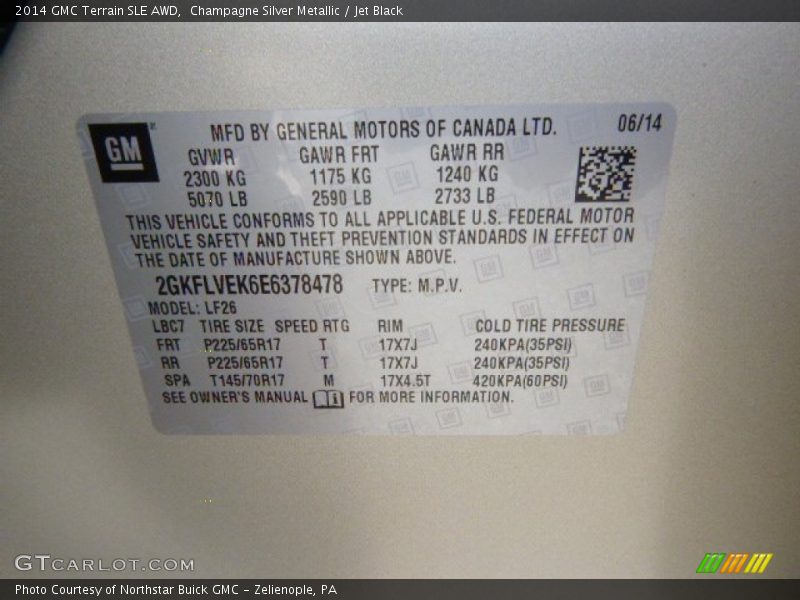 2014 GMC Terrain SLE AWD,  Champagne Silver Metallic / Jet Black
GM
MFD BY GENERAL MOTORS OF CANADA LTD. 06/14
GVWR GAWR FRT GAWR RR
2300 KG 1175 KG 1240 KG
5070 LB 2590 LB 2733 LB
THIS VEHICLE CONFORMS TO ALL APPLICABLE U.S. FEDERAL MOTOR
VEHICLE SAFETY AND THEFT PREVENTION STANDARDS IN EFFECT ON
THE DATE OF MANUFACTURE SHOWN ABOVE.
2GKFLVEK6E6378478 TYPE: M.P.V.
MODEL: LF26
LBC7 TIRE SIZE SPEED RTG RIM COLD TIRE PRESSURE
FRT P225/65R17 T 17X7J 240KPA(35PSI)
RR P225/65R17 T 17X7J 240KPA(35PSI)
SPA T145/70R17 M 17X4.5T 420KPA(60PSI)
SEE OWNER'S MANUAL FOR MORE INFORMATION.
GTCARLOT.COM
Photo Courtesy of Northstar Buick GMC - Zelienople, PA